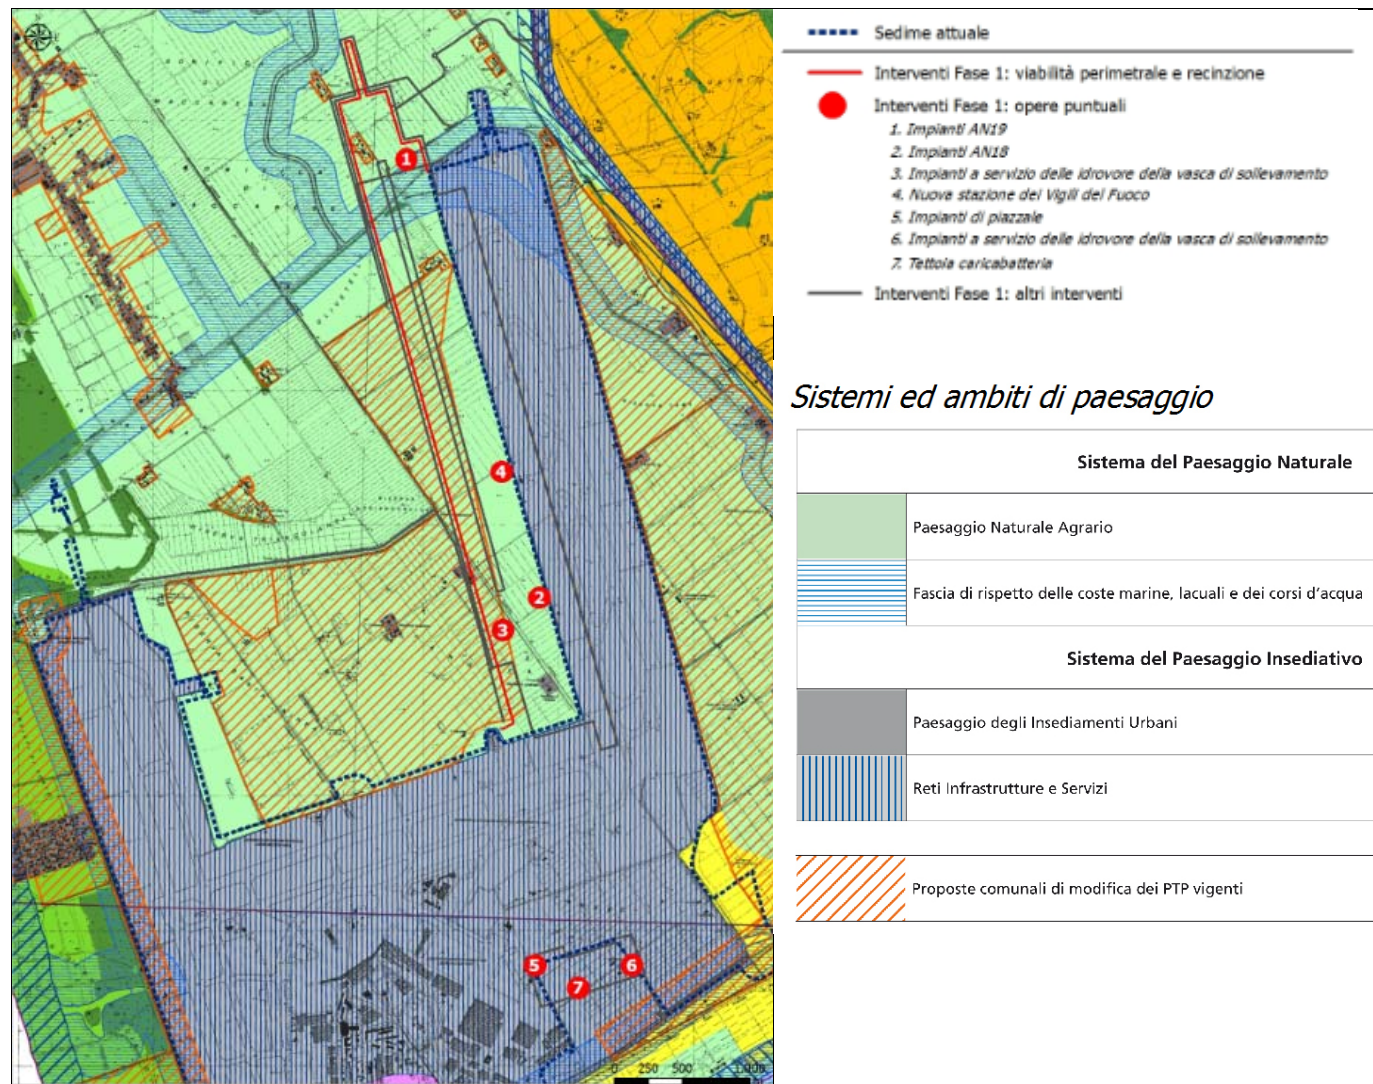 1
4
2
3
5
6
7
0 250 500 1.000
Sedime attuale
Interventi Fase 1: viabilità perimetrale e recinzione
Interventi Fase 1: opere puntuali
1. Impianti AN19
2. Impianti AN18
3. Impianti a servizio delle idrovore della vasca di sollevamento
4. Nuova stazione dei Vigili del Fuoco
5. Impianti di piazzale
6. Impianti a servizio delle idrovore della vasca di sollevamento
7. Tettoia caricabatteria
Interventi Fase 1: altri interventi
Sistemi ed ambiti di paesaggio
Sistema del Paesaggio Naturale
Paesaggio Naturale Agrario
Fascia di rispetto delle coste marine, lacuali e dei corsi d'acqua
Sistema del Paesaggio Insediativo
Paesaggio degli Insediamenti Urbani
Reti Infrastrutture e Servizi
Proposte comunali di modifica dei PTP vigenti